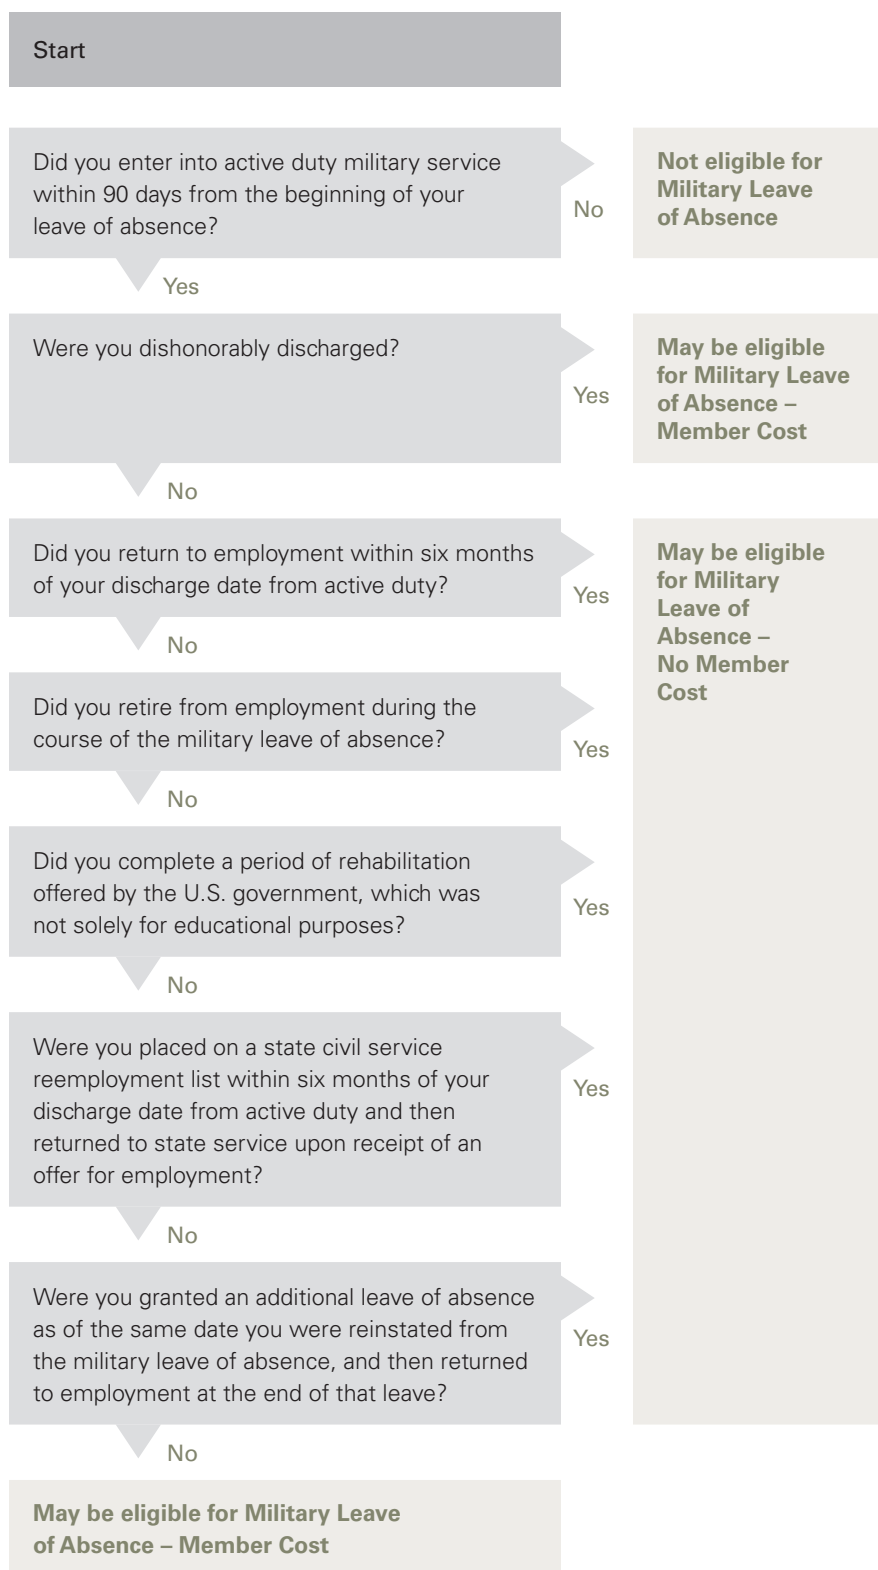 Start
Did you enter into active duty military service
within 90 days from the beginning of your
leave of absence?
No
Not eligible for
Military Leave
of Absence
Yes
Were you dishonorably discharged?
Yes
May be eligible
for Military Leave
of Absence –
Member Cost
No
Did you return to employment within six months
of your discharge date from active duty?
Yes
May be eligible
for Military
Leave of
Absence –
No Member
Cost
No
Did you retire from employment during the
course of the military leave of absence?
Yes
No
Did you complete a period of rehabilitation
offered by the U.S. government, which was
not solely for educational purposes?
Yes
No
Were you placed on a state civil service
reemployment list within six months of your
discharge date from active duty and then
returned to state service upon receipt of an
offer for employment?
Yes
No
Were you granted an additional leave of absence
as of the same date you were reinstated from
the military leave of absence, and then returned
to employment at the end of that leave?
Yes
No
May be eligible for Military Leave
of Absence – Member Cost